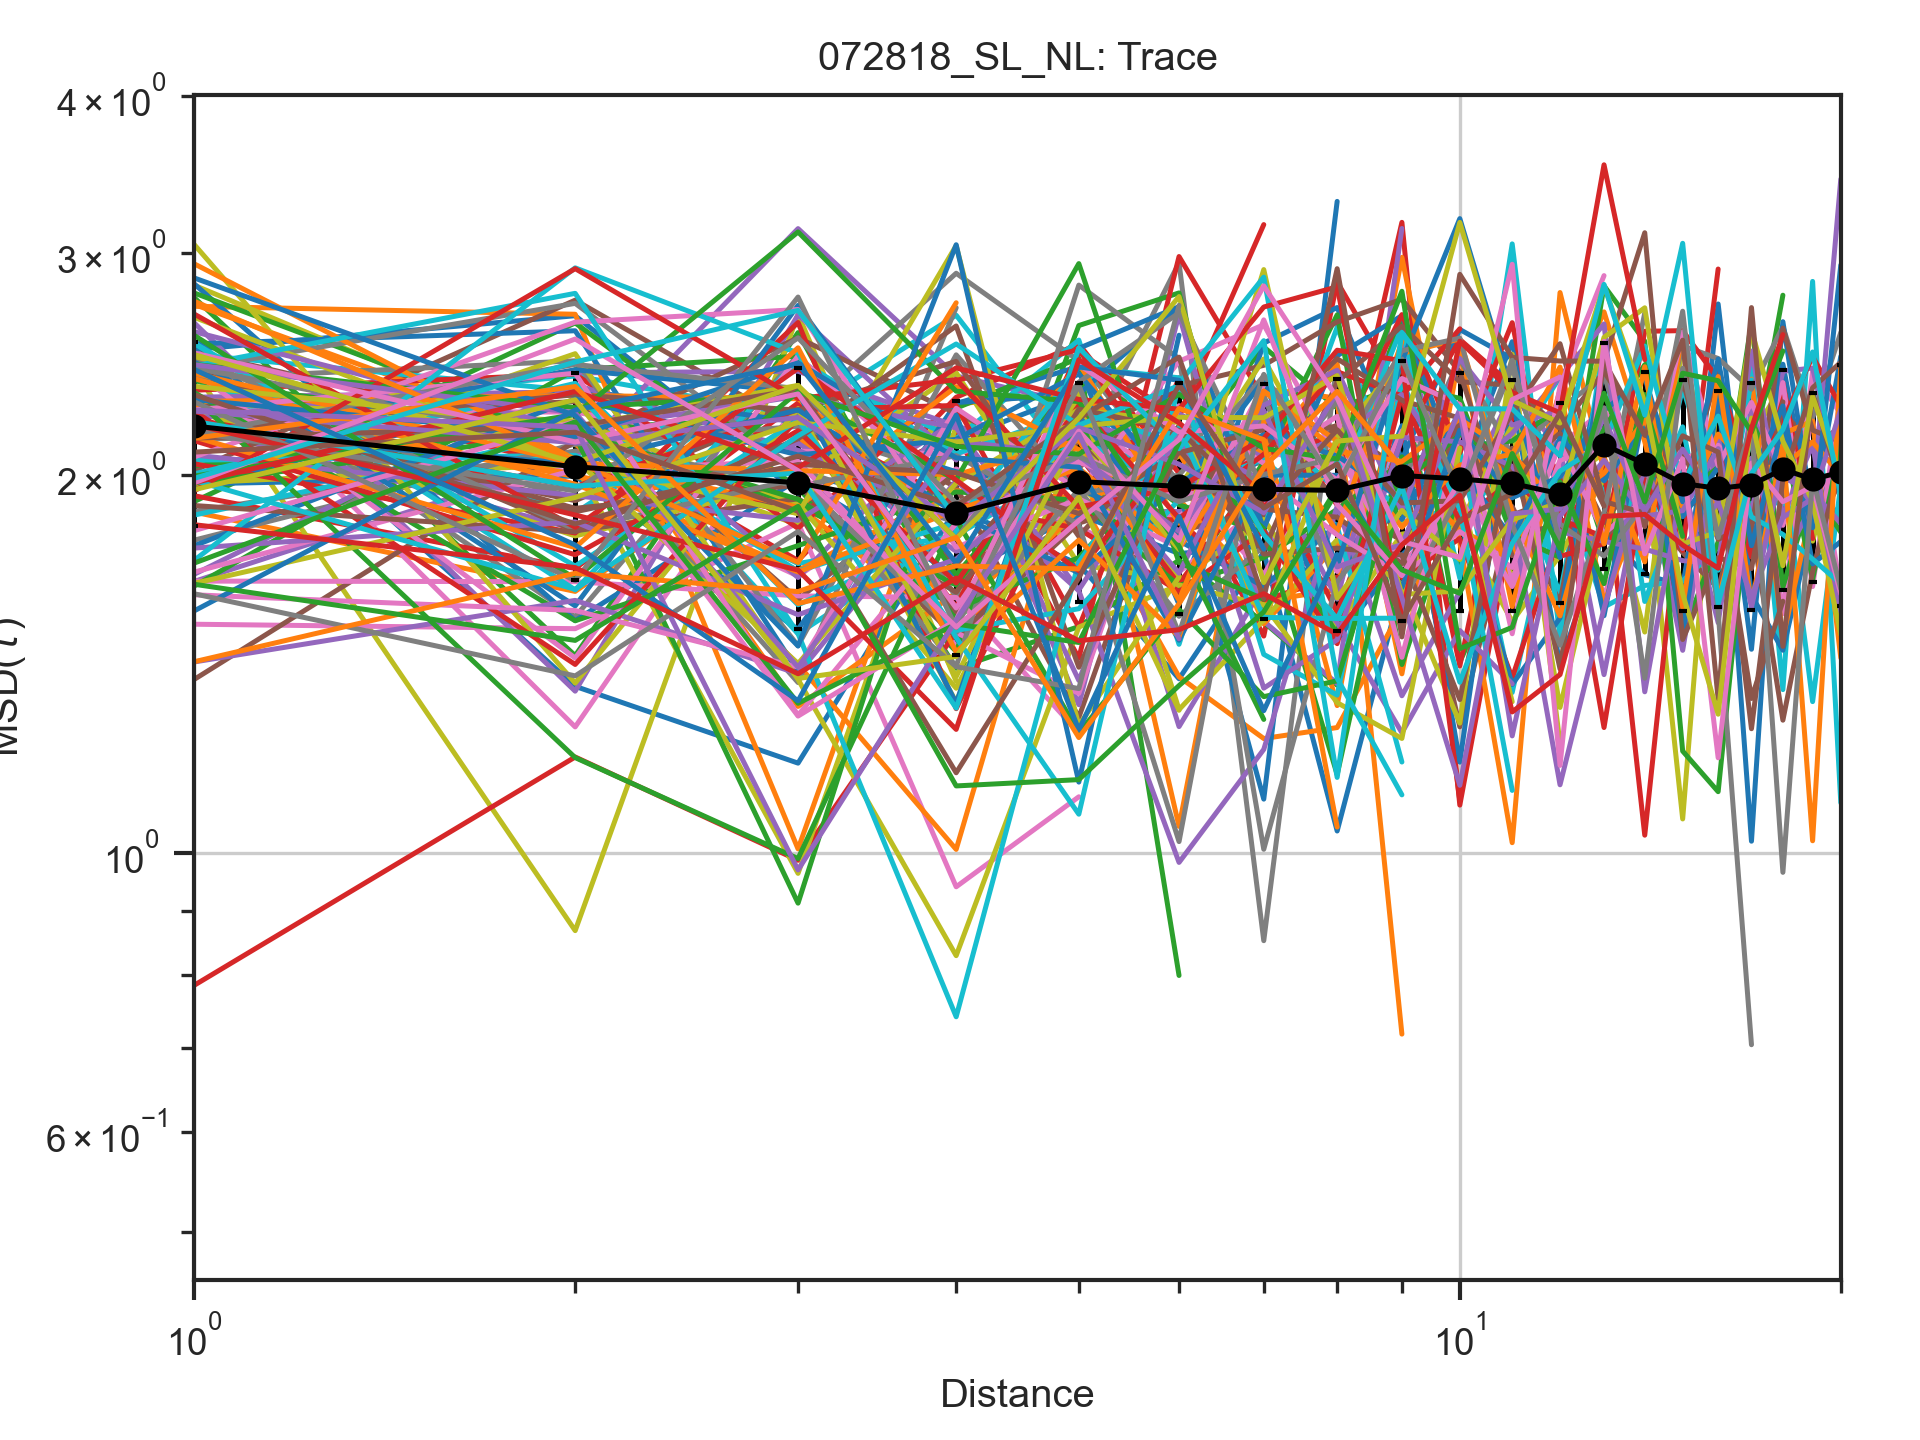 072818_SL_NL: Trace
4 × 10⁰
3 × 10⁰
2 × 10⁰
MSD(t)
10⁰
6 × 10⁻¹
10⁰ 10¹
Distance